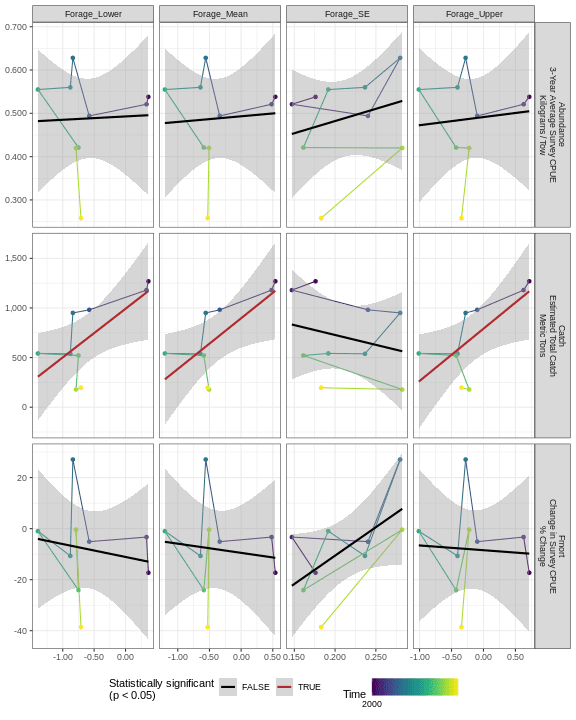 Forage_Lower Forage_Mean Forage_SE Forage_Upper
0.700
0.600
0.500
0.400
0.300
Abundance
3-Year Average Survey CPUE
Kilograms / Tow
1,500
1,000
500
0
Catch
Estimated Total Catch
Metric Tons
20
0
-20
-40
Fmort
Change in Survey CPUE
% Change
-1.00 -0.50 0.00 -1.00 -0.50 0.00 0.50 0.150 0.200 0.250 -1.00 -0.50 0.00 0.50
Statistically significant
(p < 0.05)
FALSE
TRUE
Time
2000